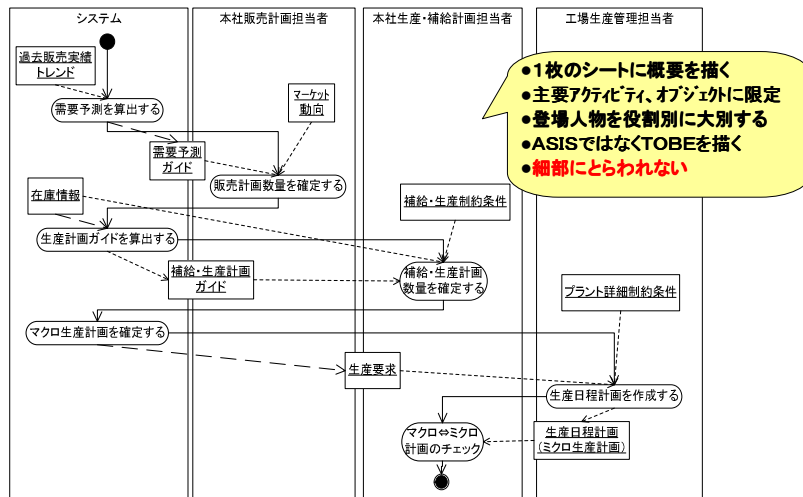 システム
本社販売計画担当者
本社生産・補給計画担当者
工場生産管理担当者
過去販売実績
トレンド
需要予測を算出する
マーケット
動向
需要予測
ガイド
販売計画数量を確定する
在庫情報
補給・生産制約条件
生産計画ガイドを算出する
補給・生産計画
ガイド
補給・生産計画
数量を確定する
プラント詳細制約条件
マクロ生産計画を確定する
生産要求
生産日程計画を作成する
マクロ⇔ミクロ
計画のチェック
生産日程計画
(ミクロ生産計画)
●1枚のシートに概要を描く
●主要アクティビティ、オブジェクトに限定
●登場人物を役割別に大別する
●ASISではなくTOBEを描く
●細部にとらわれない